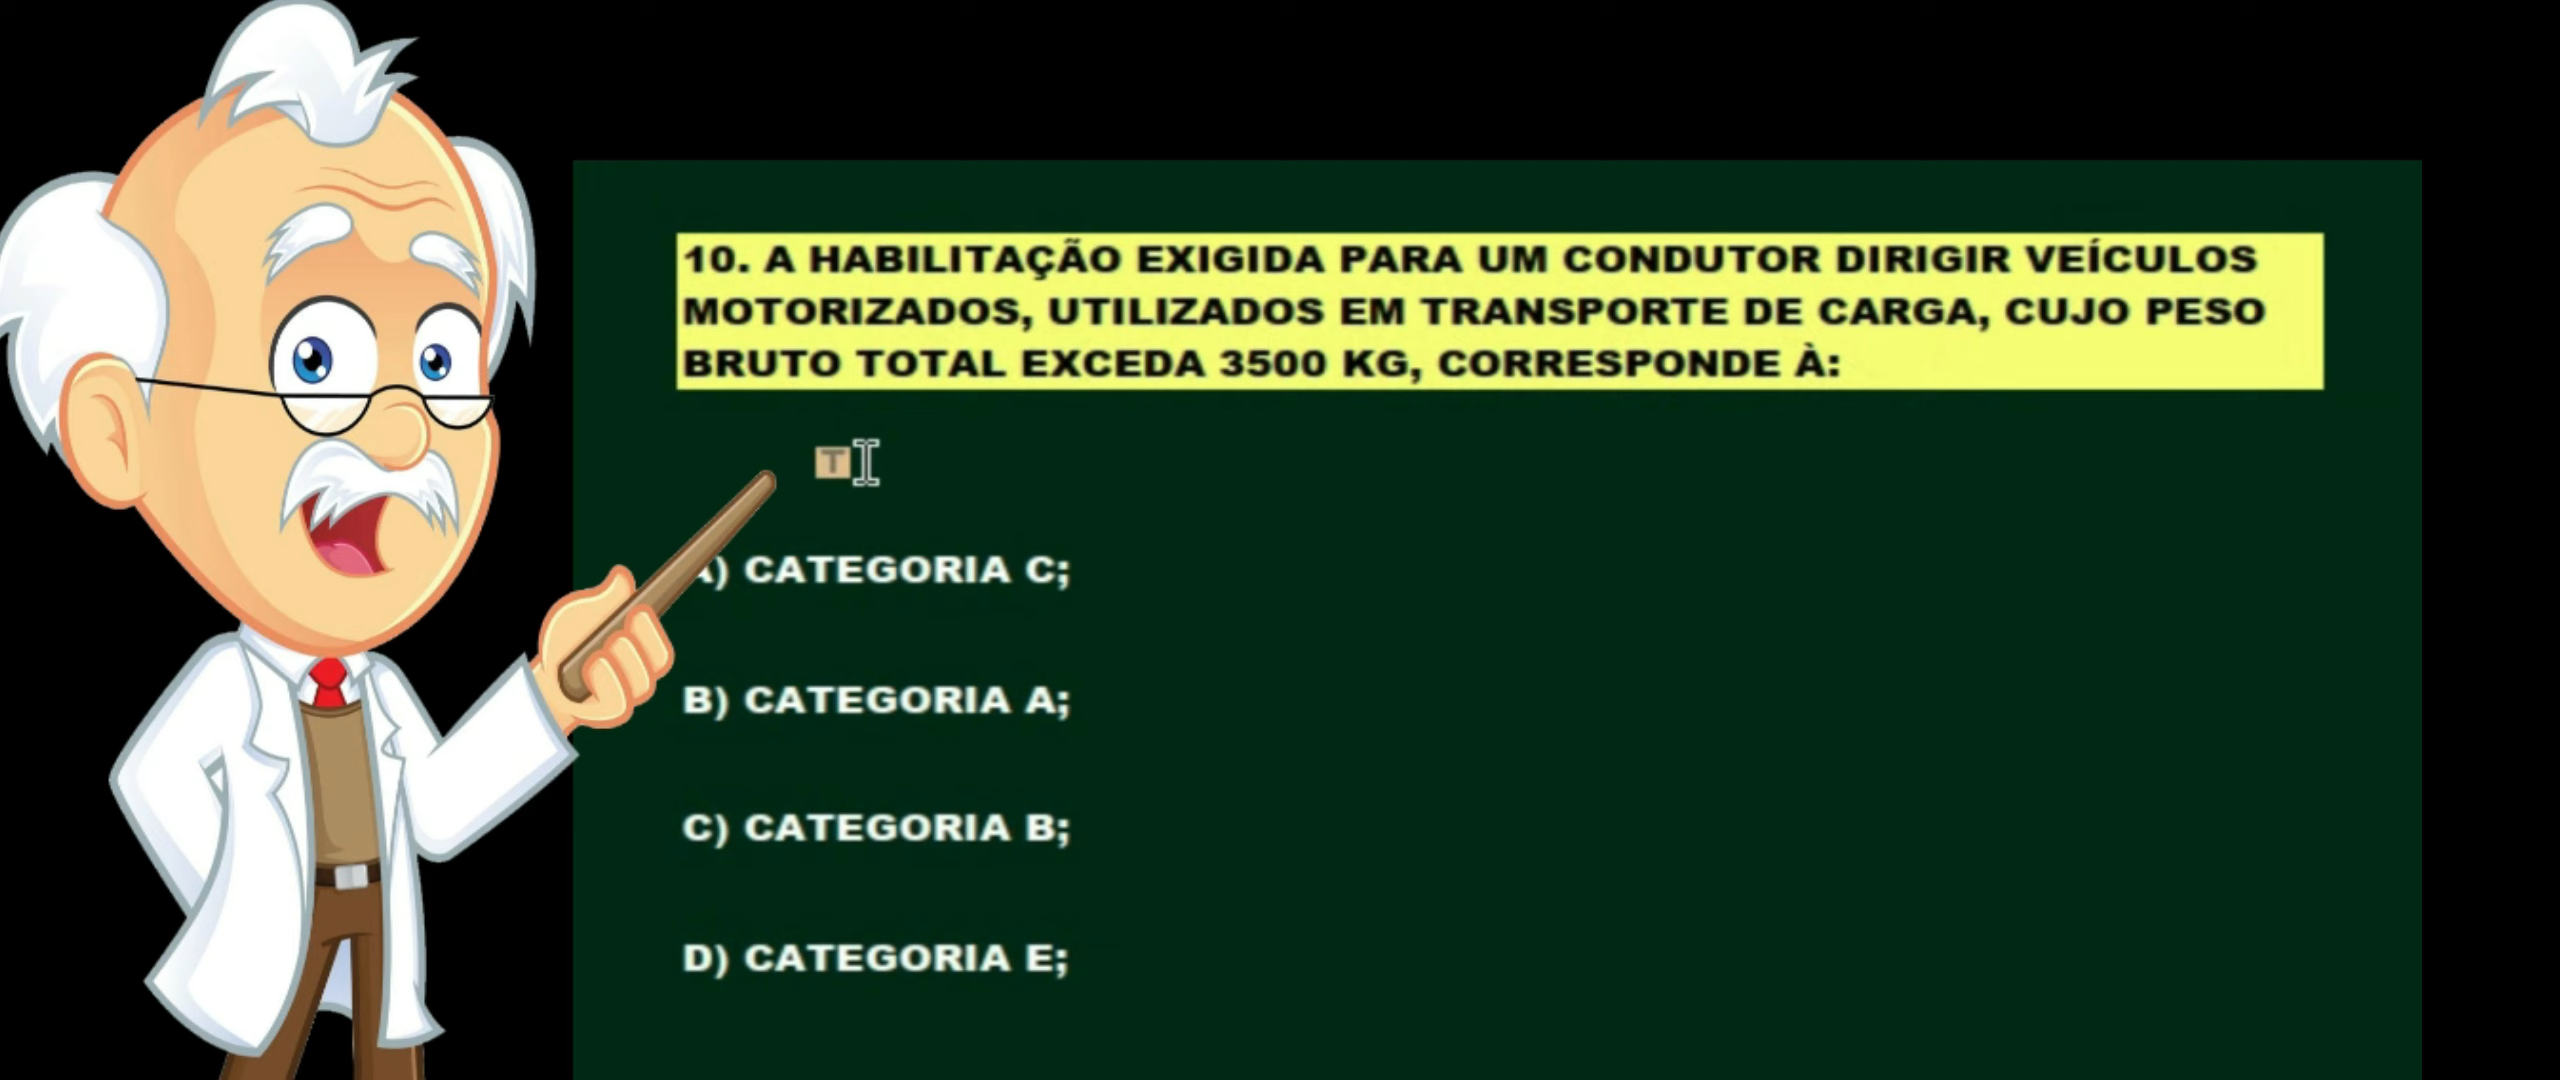 10. A HABILITAÇÃO EXIGIDA PARA UM CONDUTOR DIRIGIR VEÍCULOS
MOTORIZADOS, UTILIZADOS EM TRANSPORTE DE CARGA, CUJO PESO
BRUTO TOTAL EXCEDA 3500 KG, CORRESPONDE À:
T
A) CATEGORIA C;
B) CATEGORIA A;
C) CATEGORIA B;
D) CATEGORIA E;